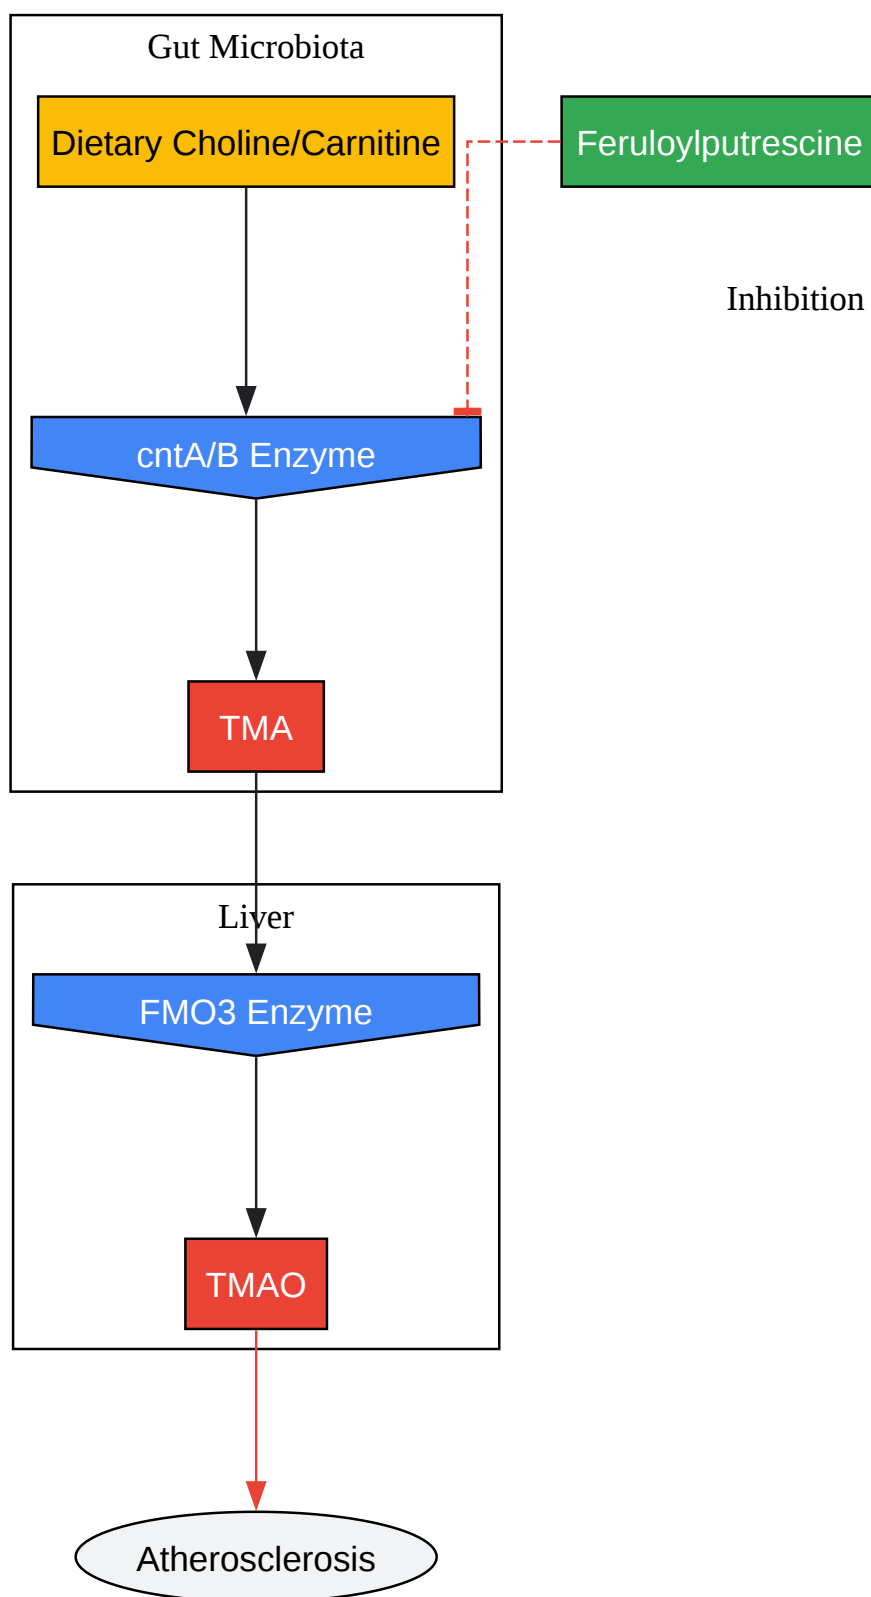 Gut Microbiota
Dietary Choline/Carnitine
Feruloylputrescine
Inhibition
cntA/B Enzyme
TMA
Liver
FMO3 Enzyme
TMAO
Atherosclerosis